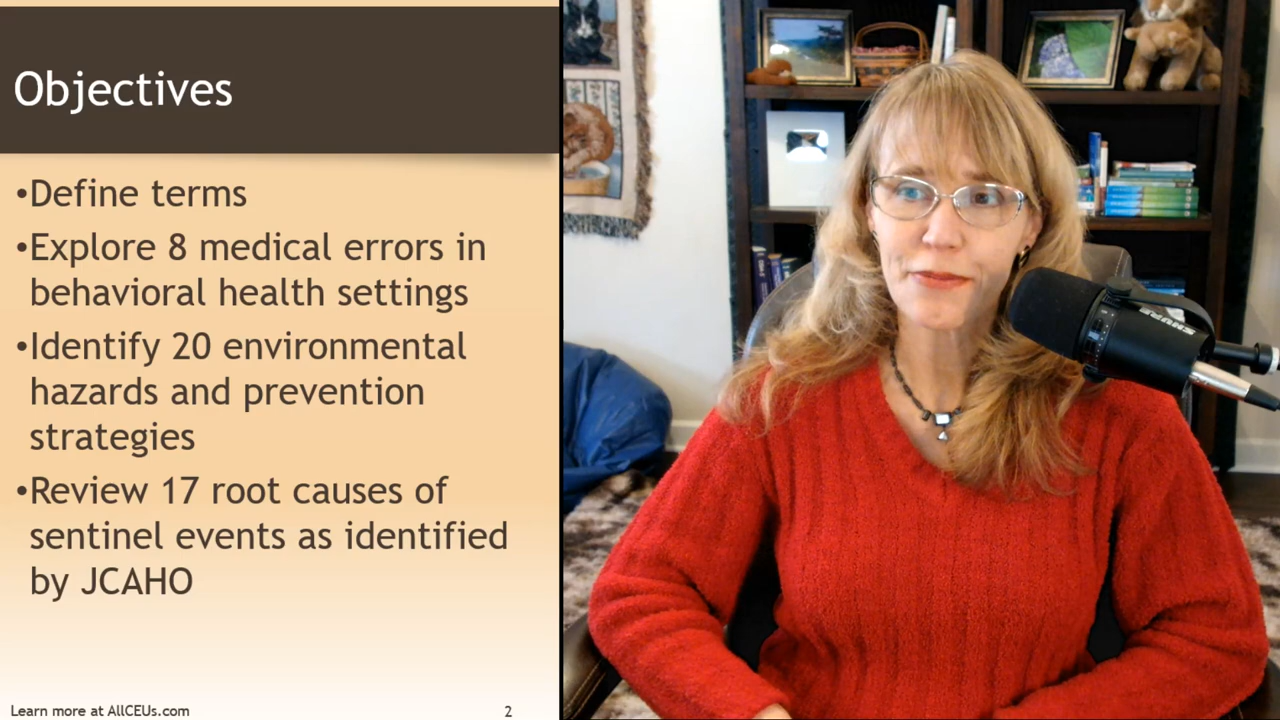 Objectives
•Define terms
•Explore 8 medical errors in
behavioral health settings
•Identify 20 environmental
hazards and prevention
strategies
•Review 17 root causes of
sentinel events as identified
by JCAHO
Learn more at AllCEUs.com
2
SHURE